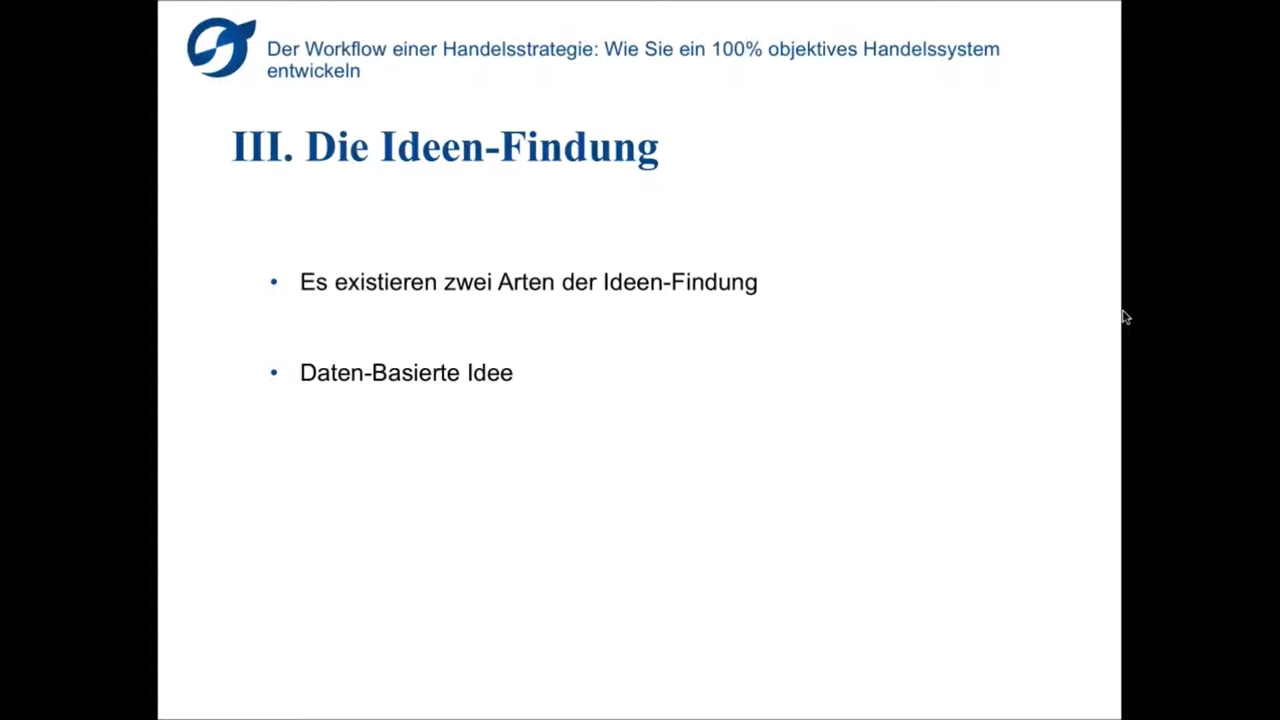 Der Workflow einer Handelsstrategie: Wie Sie ein 100% objektives Handelssystem
entwickeln
III. Die Ideen-Findung
• Es existieren zwei Arten der Ideen-Findung
• Daten-Basierte Idee